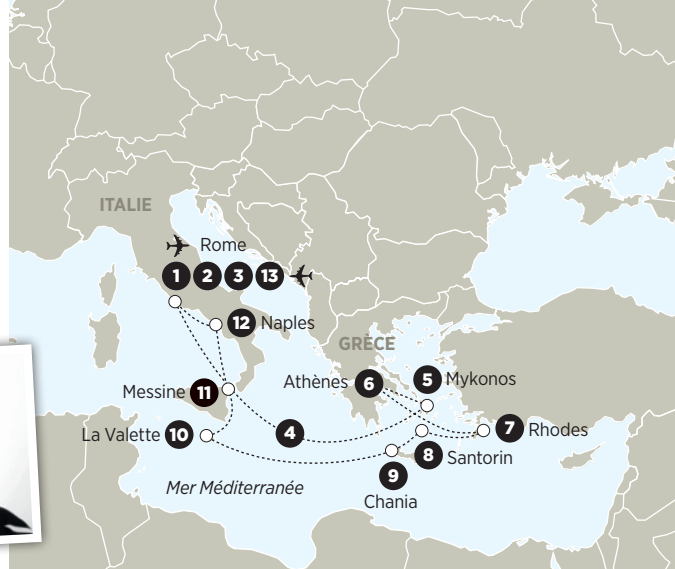 ITALIE
Rome
1 2 3 13
12 Naples
GRÈCE
Messine 11
Athènes 6
5 Mykonos
La Valette 10
4
7 Rhodes
8 Santorin
9
Chania
Mer Méditerranée